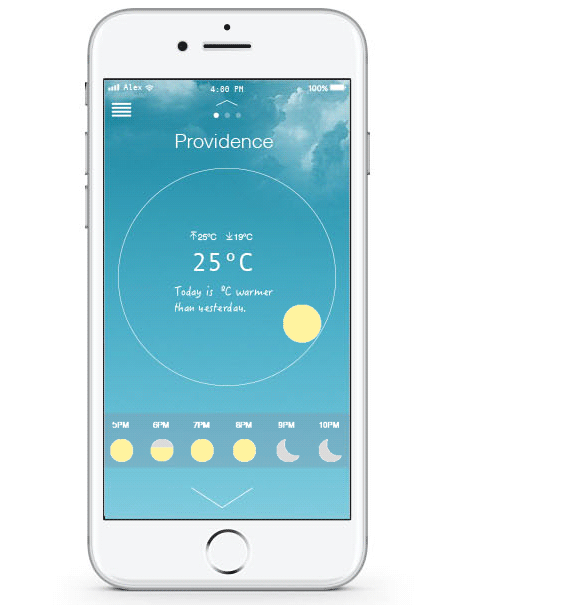 Alex 4:00 PM 100%
Providence
25ºC 19ºC
25ºC
Today is ºC warmer
than yesterday.
5PM 6PM 7PM 8PM 9PM 10PM